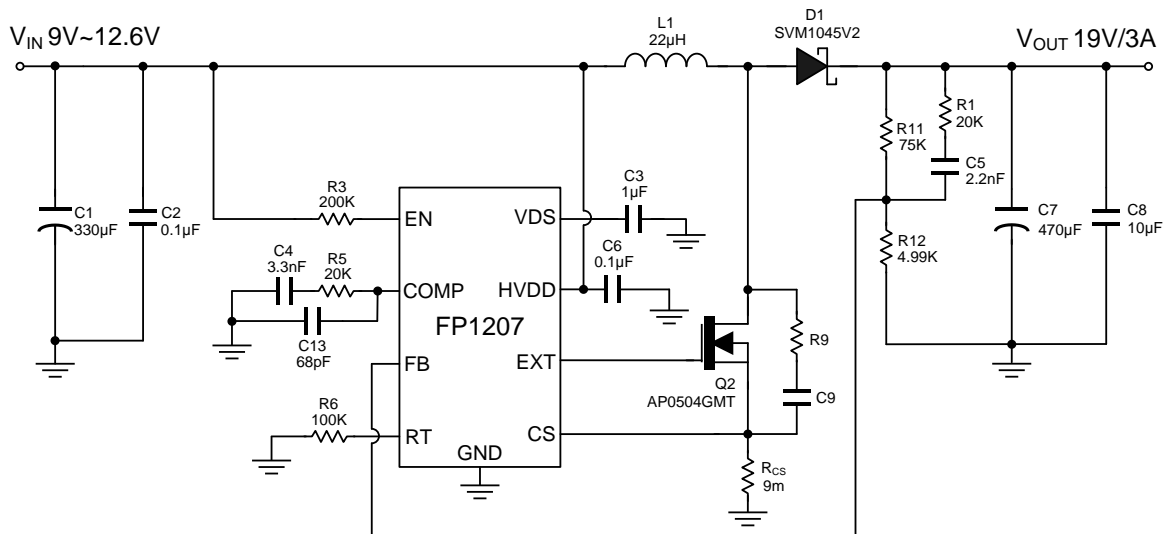 V_IN 9V~12.6V
L1
22µH
D1
SVM1045V2
V_OUT 19V/3A
C1
330µF
C2
0.1µF
R3
200K
EN
VDS
C3
1µF
C6
0.1µF
C4
3.3nF
R5
20K
COMP
HVDD
FP1207
C13
68pF
FB
EXT
Q2
AP0504GMT
R9
C9
R6
100K
RT
CS
GND
R_CS
9m
R11
75K
R1
20K
C5
2.2nF
R12
4.99K
C7
470µF
C8
10µF